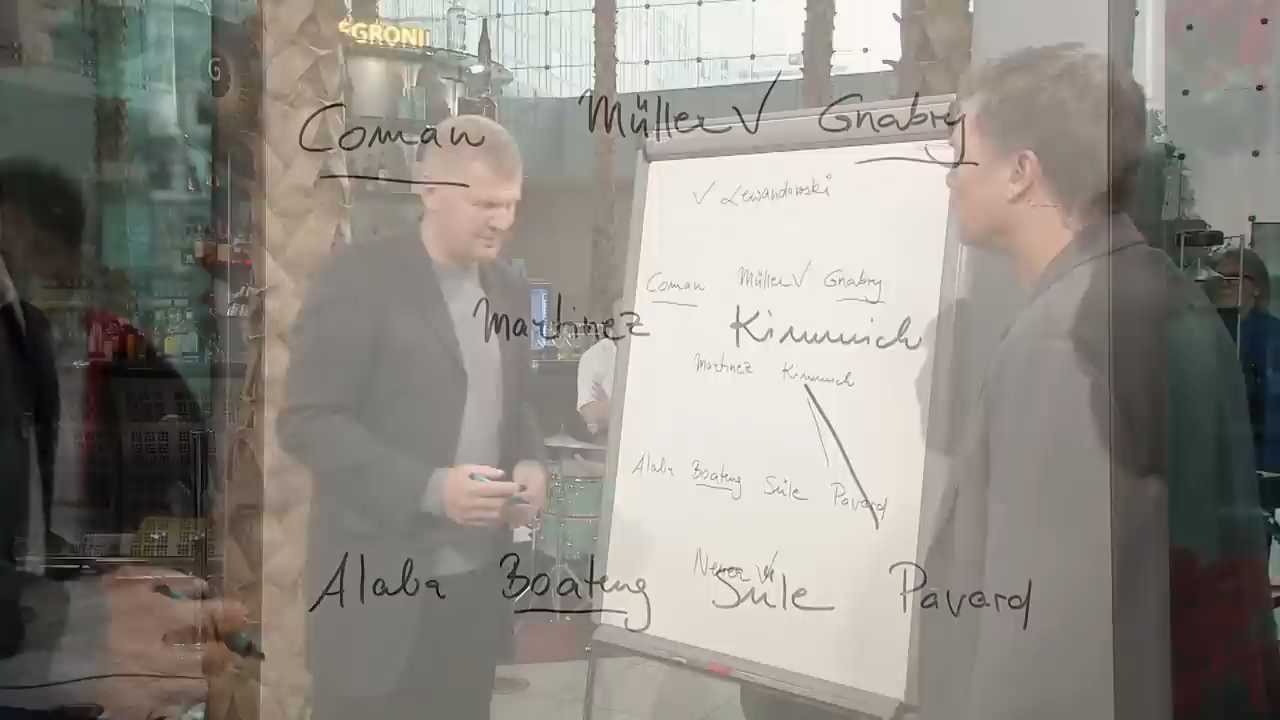 GRONI
Coman Müller V Gnabry
V Lewandowski
Coman Müller V Gnabry
Martinez Kimmich
Martinez Kimmich
Alaba Boateng Süle Pavard
Neuer V
Alaba Boateng Süle Pavard